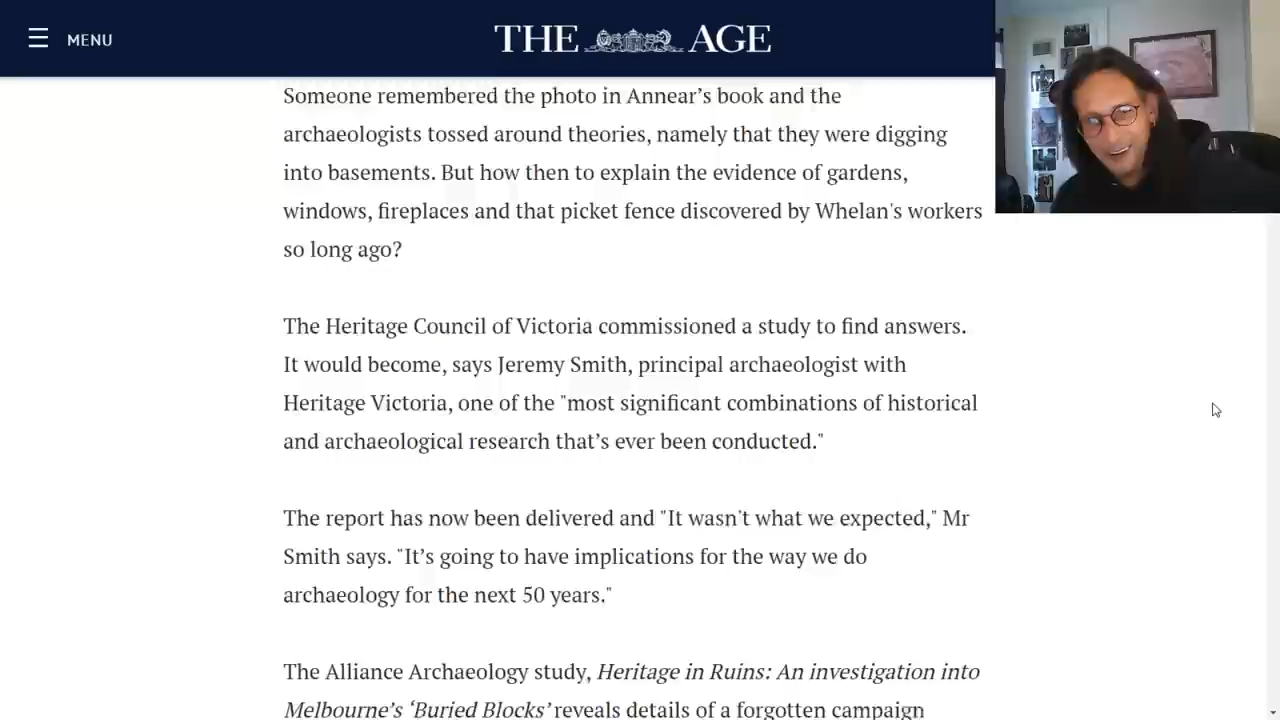 MENU
THE AGE
Someone remembered the photo in Annear’s book and the
archaeologists tossed around theories, namely that they were digging
into basements. But how then to explain the evidence of gardens,
windows, fireplaces and that picket fence discovered by Whelan's workers
so long ago?
The Heritage Council of Victoria commissioned a study to find answers.
It would become, says Jeremy Smith, principal archaeologist with
Heritage Victoria, one of the "most significant combinations of historical
and archaeological research that’s ever been conducted."
The report has now been delivered and "It wasn't what we expected," Mr
Smith says. "It’s going to have implications for the way we do
archaeology for the next 50 years."
The Alliance Archaeology study, Heritage in Ruins: An investigation into
Melbourne’s ‘Buried Blocks’ reveals details of a forgotten campaign